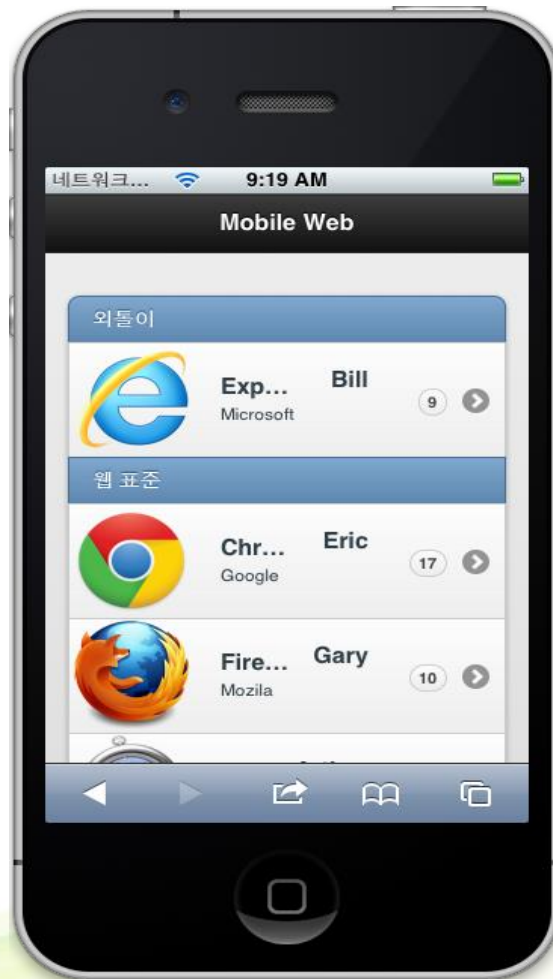 네트워크... 9:19 AM
Mobile Web
외톨이
Exp... Bill
Microsoft
9
웹 표준
Chr... Eric
Google
17
Fire... Gary
Mozila
10